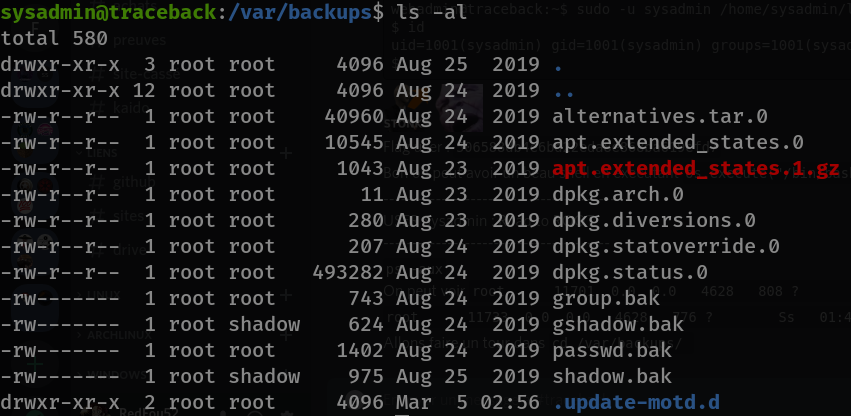 sysadmin@traceback:/var/backups$ ls -al
total 580
drwxr-xr-x  3 root root     4096 Aug 25  2019 .
drwxr-xr-x 12 root root     4096 Aug 24  2019 ..
-rw-r--r--  1 root root    40960 Aug 24  2019 alternatives.tar.0
-rw-r--r--  1 root root    10545 Aug 24  2019 apt.extended_states.0
-rw-r--r--  1 root root     1043 Aug 23  2019 apt.extended_states.1.gz
-rw-r--r--  1 root root       11 Aug 23  2019 dpkg.arch.0
-rw-r--r--  1 root root      280 Aug 23  2019 dpkg.diversions.0
-rw-r--r--  1 root root      207 Aug 24  2019 dpkg.statoverride.0
-rw-r--r--  1 root root   493282 Aug 24  2019 dpkg.status.0
-rw-------  1 root root      743 Aug 24  2019 group.bak
-rw-------  1 root shadow    624 Aug 24  2019 gshadow.bak
-rw-------  1 root root     1402 Aug 24  2019 passwd.bak
-rw-------  1 root shadow    975 Aug 25  2019 shadow.bak
drwxr-xr-x  2 root root     4096 Mar  5 02:56 .update-motd.d